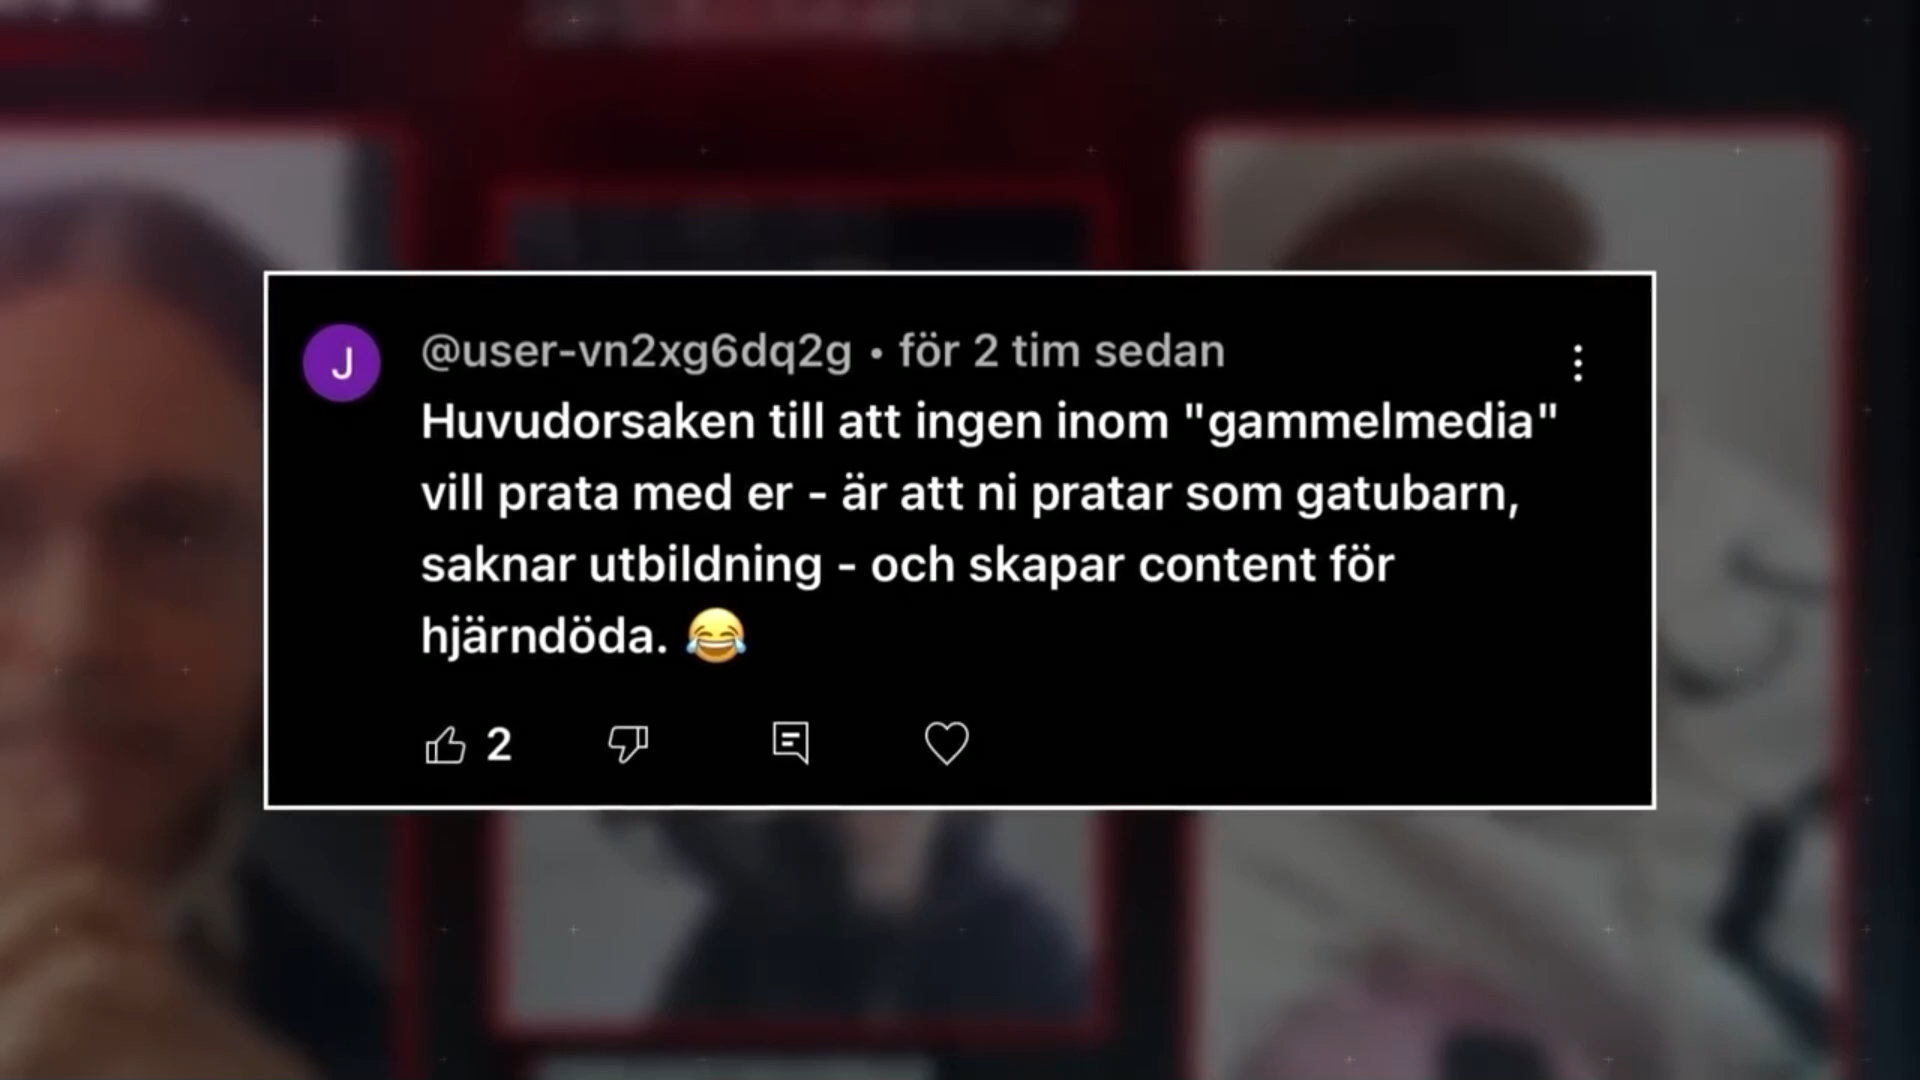 J
@user-vn2xg6dq2g • för 2 tim sedan
Huvudorsaken till att ingen inom "gammelmedia"
vill prata med er - är att ni pratar som gatubarn,
saknar utbildning - och skapar content för
hjärndöda. 😂
2